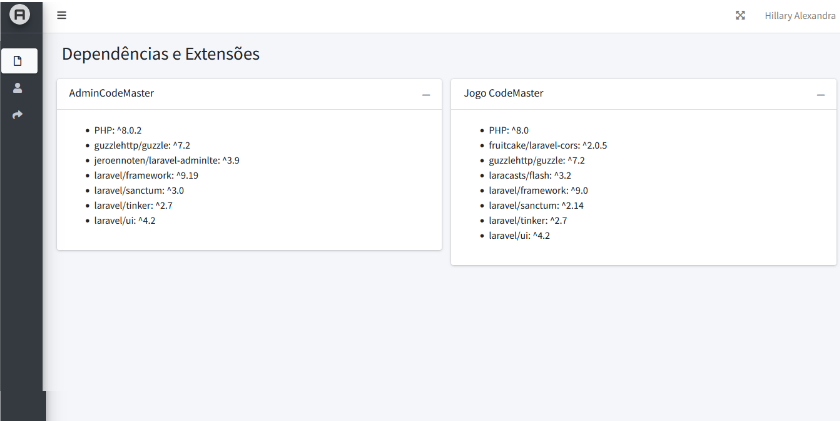 Hillary Alexandra
Dependências e Extensões
AdminCodeMaster
PHP: ^8.0.2
guzzlehttp/guzzle: ^7.2
jeroennoten/laravel-adminlte: ^3.9
laravel/framework: ^9.19
laravel/sanctum: ^3.0
laravel/tinker: ^2.7
laravel/ui: ^4.2
Jogo CodeMaster
PHP: ^8.0
fruitcake/laravel-cors: ^2.0.5
guzzlehttp/guzzle: ^7.2
laracasts/flash: ^3.2
laravel/framework: ^9.0
laravel/sanctum: ^2.14
laravel/tinker: ^2.7
laravel/ui: ^4.2